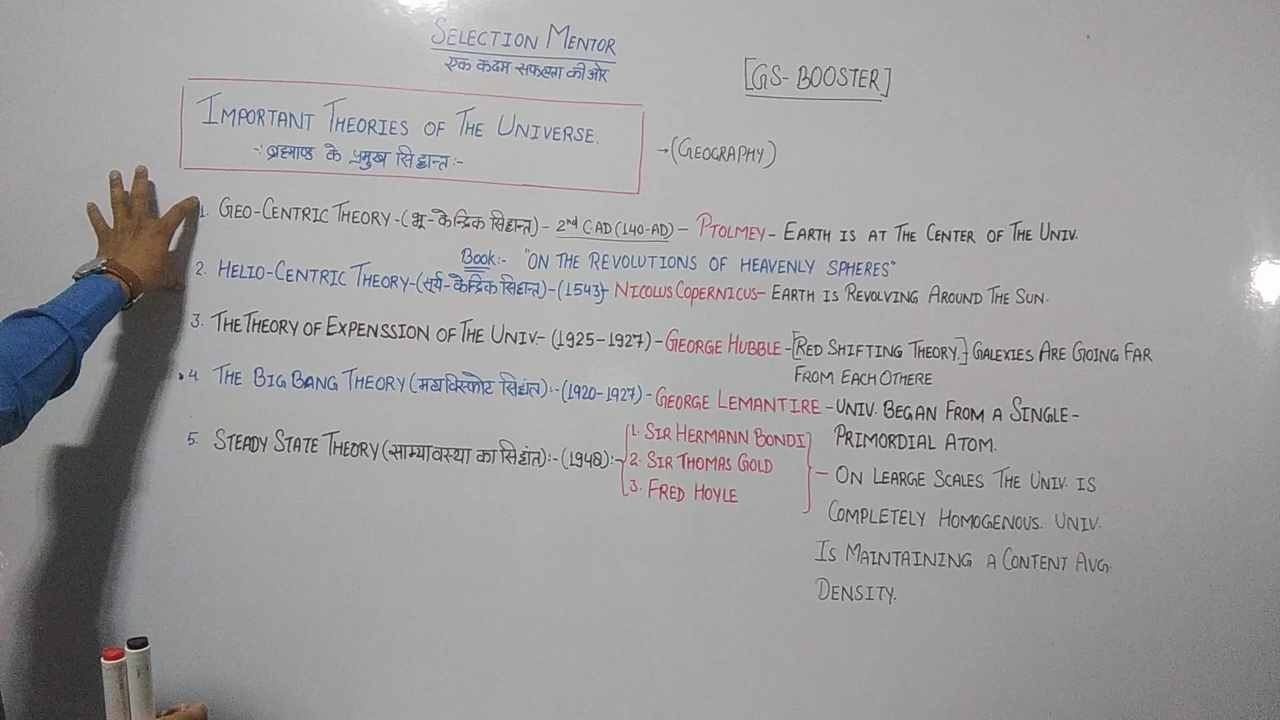 SELECTION MENTOR
एक कदम सफलता की ओर
[GS-BOOSTER]
IMPORTANT THEORIES OF THE UNIVERSE.
-: ब्रह्माण्ड के प्रमुख सिद्धान्त :-
→(GEOGRAPHY)
1. GEO-CENTRIC THEORY-(भू-केन्द्रिक सिद्धान्त)- 2nd C.AD (140-AD) - PTOLMEY- EARTH IS AT THE CENTER OF THE UNIV.
Book:- "ON THE REVOLUTIONS OF HEAVENLY SPHERES"
2. HELIO-CENTRIC THEORY-(सूर्य-केन्द्रिक सिद्धान्त)-(1543)- NICOLUS COPERNICUS- EARTH IS REVOLVING AROUND THE SUN.
3. THE THEORY OF EXPENSSION OF THE UNIV- (1925-1927)-GEORGE HUBBLE-[RED SHIFTING THEORY.] GALEXIES ARE GOING FAR
FROM EACH OTHERE
4. THE BIG BANG THEORY (महाविस्फोट सिद्धांत):-(1920-1927)-GEORGE LEMANTIRE-UNIV. BEGAN FROM A SINGLE-
PRIMORDIAL ATOM.
5. STEADY STATE THEORY (साम्यावस्था का सिद्धांत):-(1948):-
1. SIR HERMANN BONDI
2. SIR THOMAS GOLD
3. FRED HOYLE
- ON LEARGE SCALES THE UNIV. IS
COMPLETELY HOMOGENOUS. UNIV.
IS MAINTAINING A CONTENT AVG.
DENSITY.